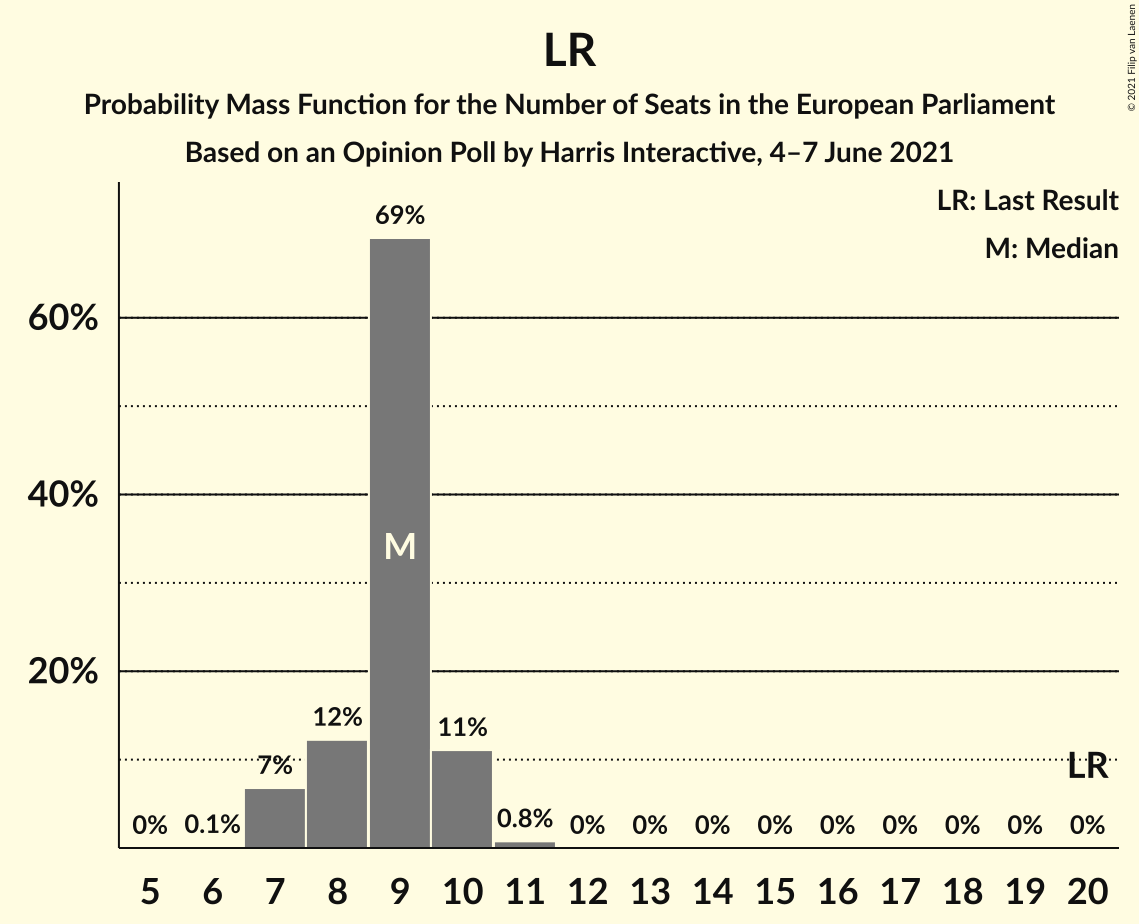 LR
Probability Mass Function for the Number of Seats in the European Parliament
Based on an Opinion Poll by Harris Interactive, 4–7 June 2021
© 2021 Filip van Laenen
LR: Last Result
M: Median
69%
60%
M
40%
20%
12%
11%
7%
LR
0% 0.1% 0.8% 0% 0% 0% 0% 0% 0% 0% 0% 0%
5 6 7 8 9 10 11 12 13 14 15 16 17 18 19 20